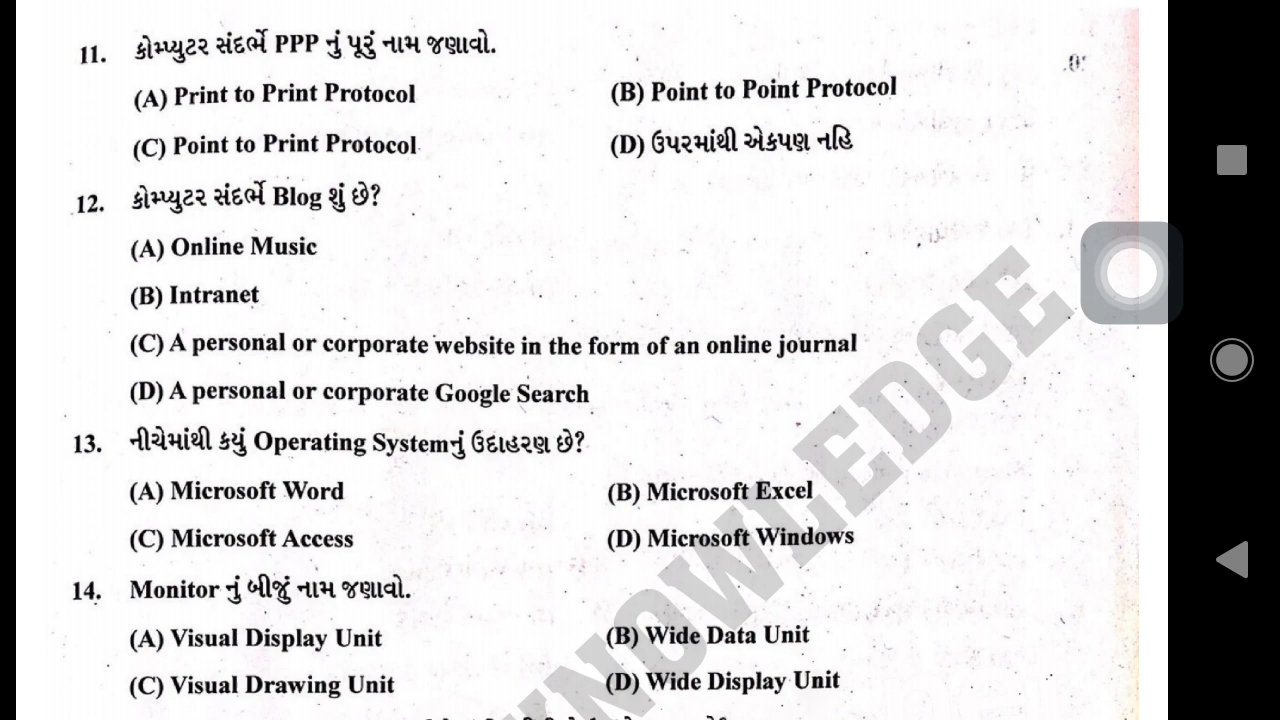 11. કોમ્પ્યુટર સંદર્ભે PPP નું પૂરું નામ જણાવો.
(A) Print to Print Protocol (B) Point to Point Protocol
(C) Point to Print Protocol (D) ઉપરમાંથી એકપણ નહિ
12. કોમ્પ્યુટર સંદર્ભે Blog શું છે?
(A) Online Music
(B) Intranet
(C) A personal or corporate website in the form of an online journal
(D) A personal or corporate Google Search
13. નીચેમાંથી કયું Operating Systemનું ઉદાહરણ છે?
(A) Microsoft Word (B) Microsoft Excel
(C) Microsoft Access (D) Microsoft Windows
14. Monitor નું બીજું નામ જણાવો.
(A) Visual Display Unit (B) Wide Data Unit
(C) Visual Drawing Unit (D) Wide Display Unit
KNOWLEDGE